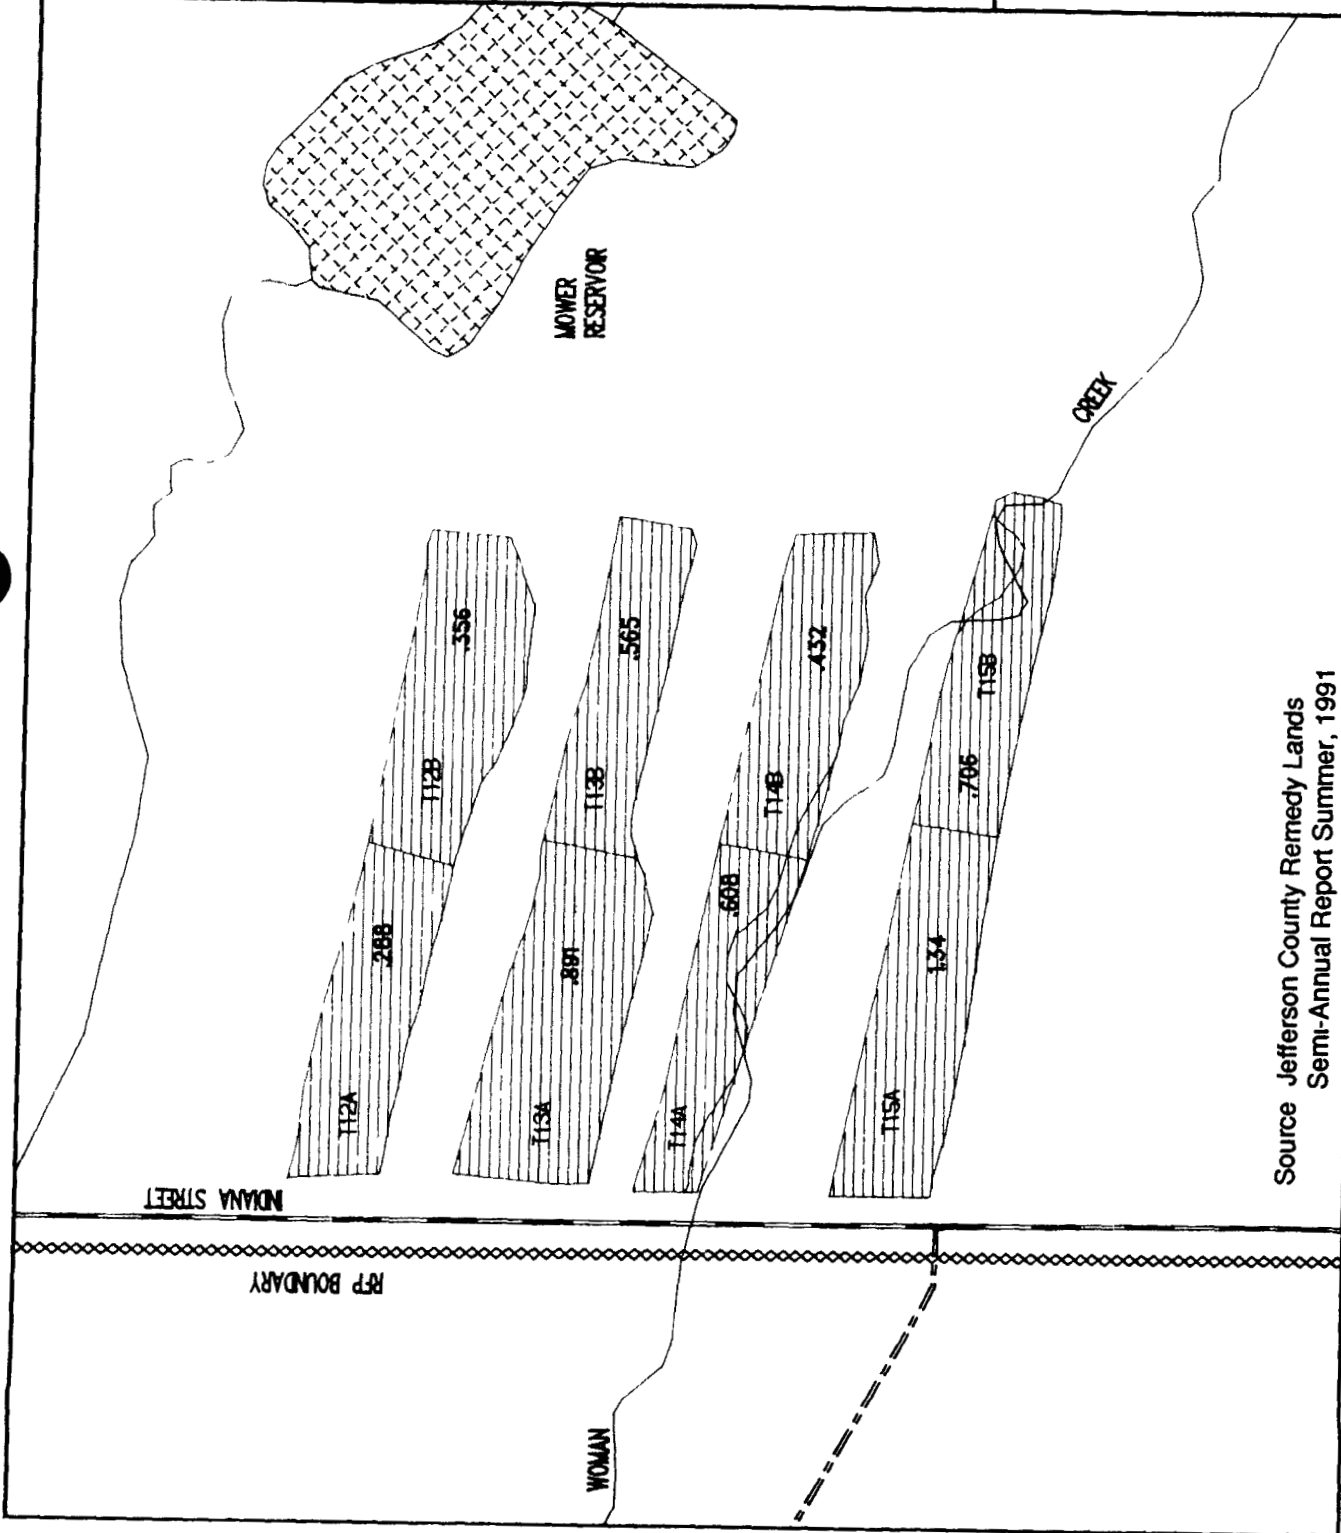 MOWER
RESERVOIR
CREEK
.356
T12B
.288
T12A
.565
T13B
.891
T13A
.432
T14B
.608
T14A
T15B
.706
1.34
T15A
INDIANA STREET
RFP BOUNDARY
WOMAN
Source Jefferson County Remedy Lands
Semi-Annual Report Summer, 1991